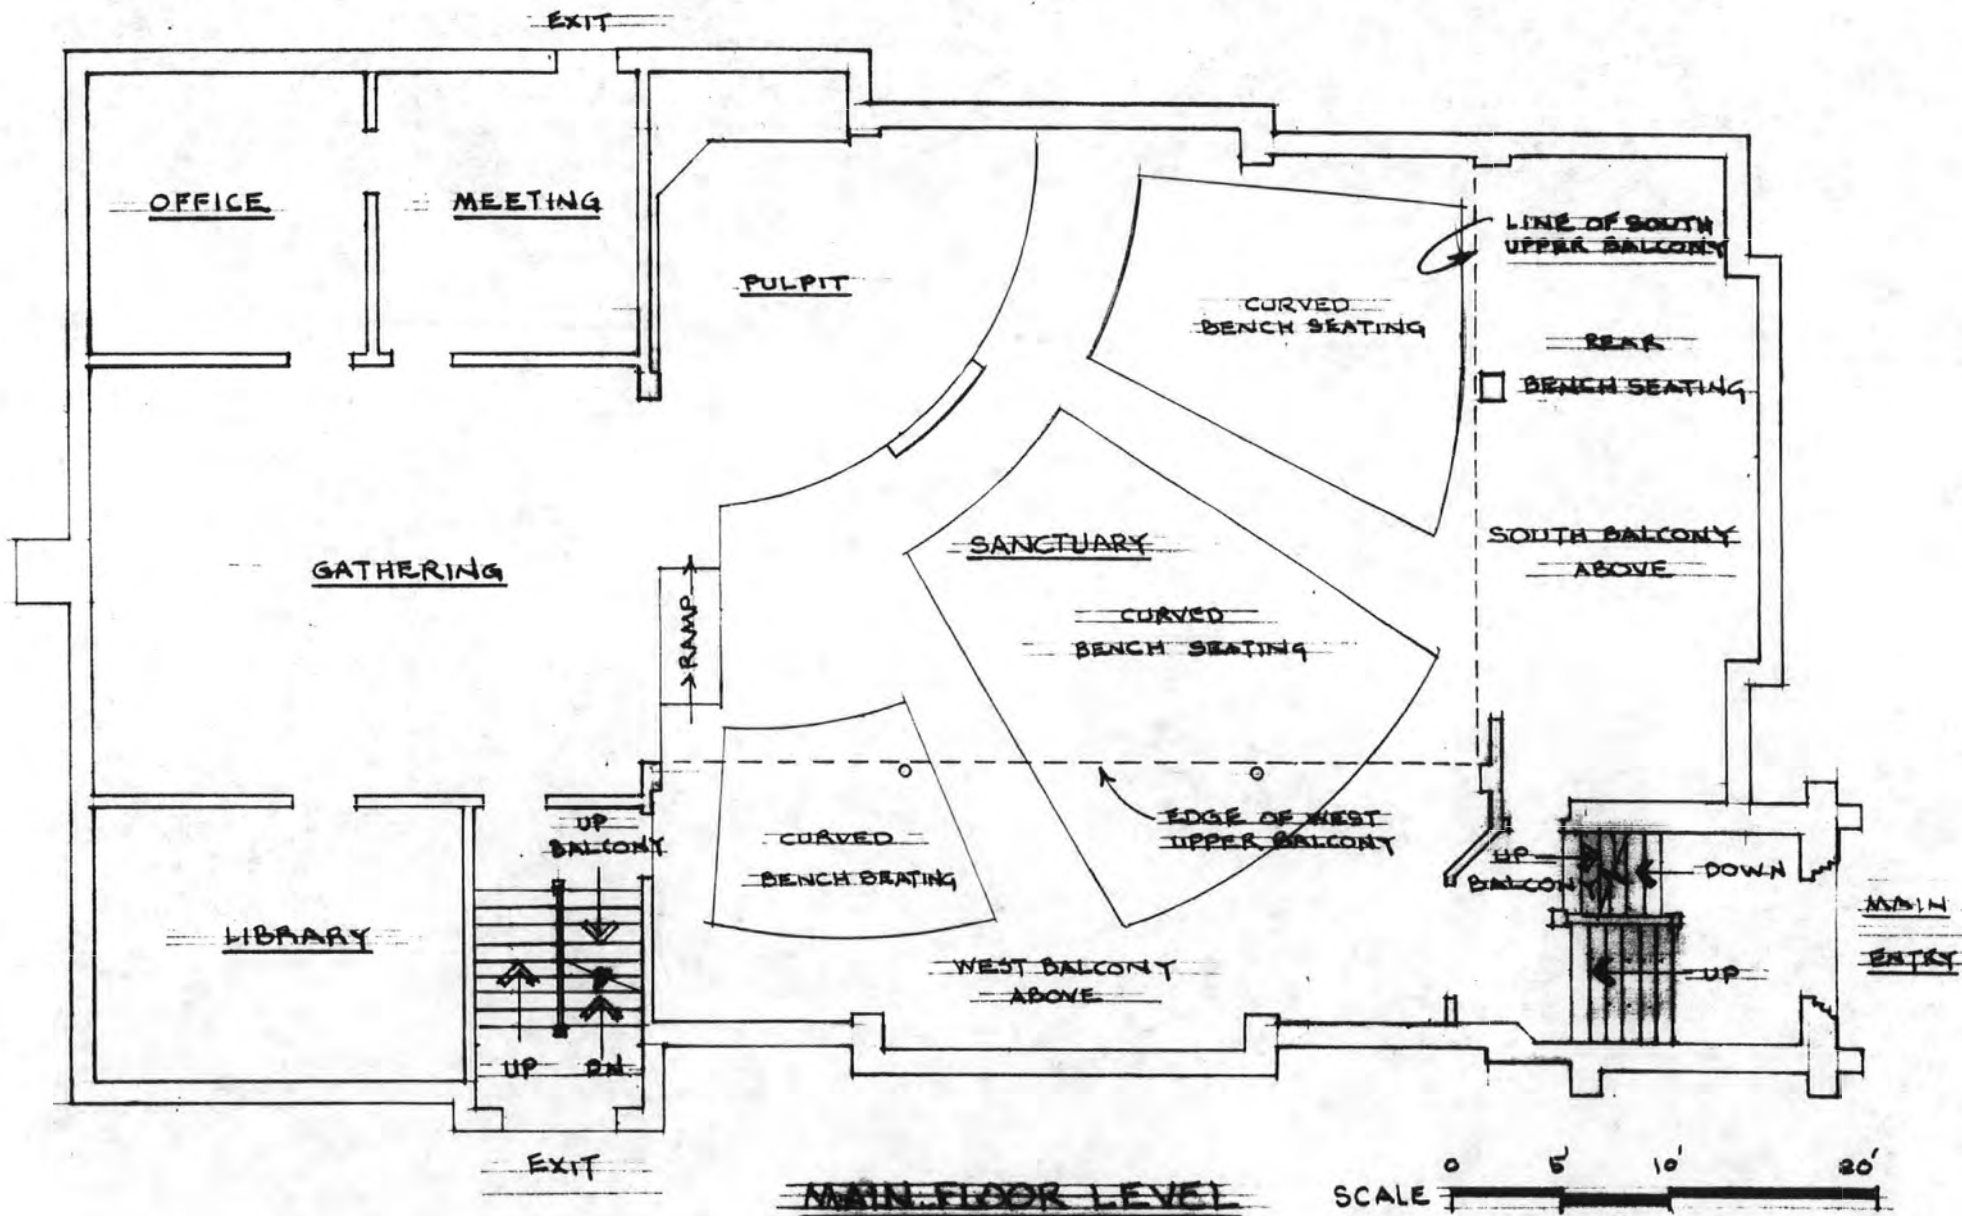 EXIT
OFFICE
MEETING
PULPIT
LINE OF SOUTH
UPPER BALCONY
CURVED
BENCH SEATING
REAR
BENCH SEATING
SANCTUARY
SOUTH BALCONY
ABOVE
GATHERING
RAMP
CURVED
BENCH SEATING
UP
BALCONY
CURVED
BENCH SEATING
EDGE OF WEST
UPPER BALCONY
UP
BALCONY
DOWN
MAIN
ENTRY
LIBRARY
WEST BALCONY
ABOVE
UP
UP
DN
EXIT
MAIN FLOOR LEVEL
SCALE
0 5' 10' 20'